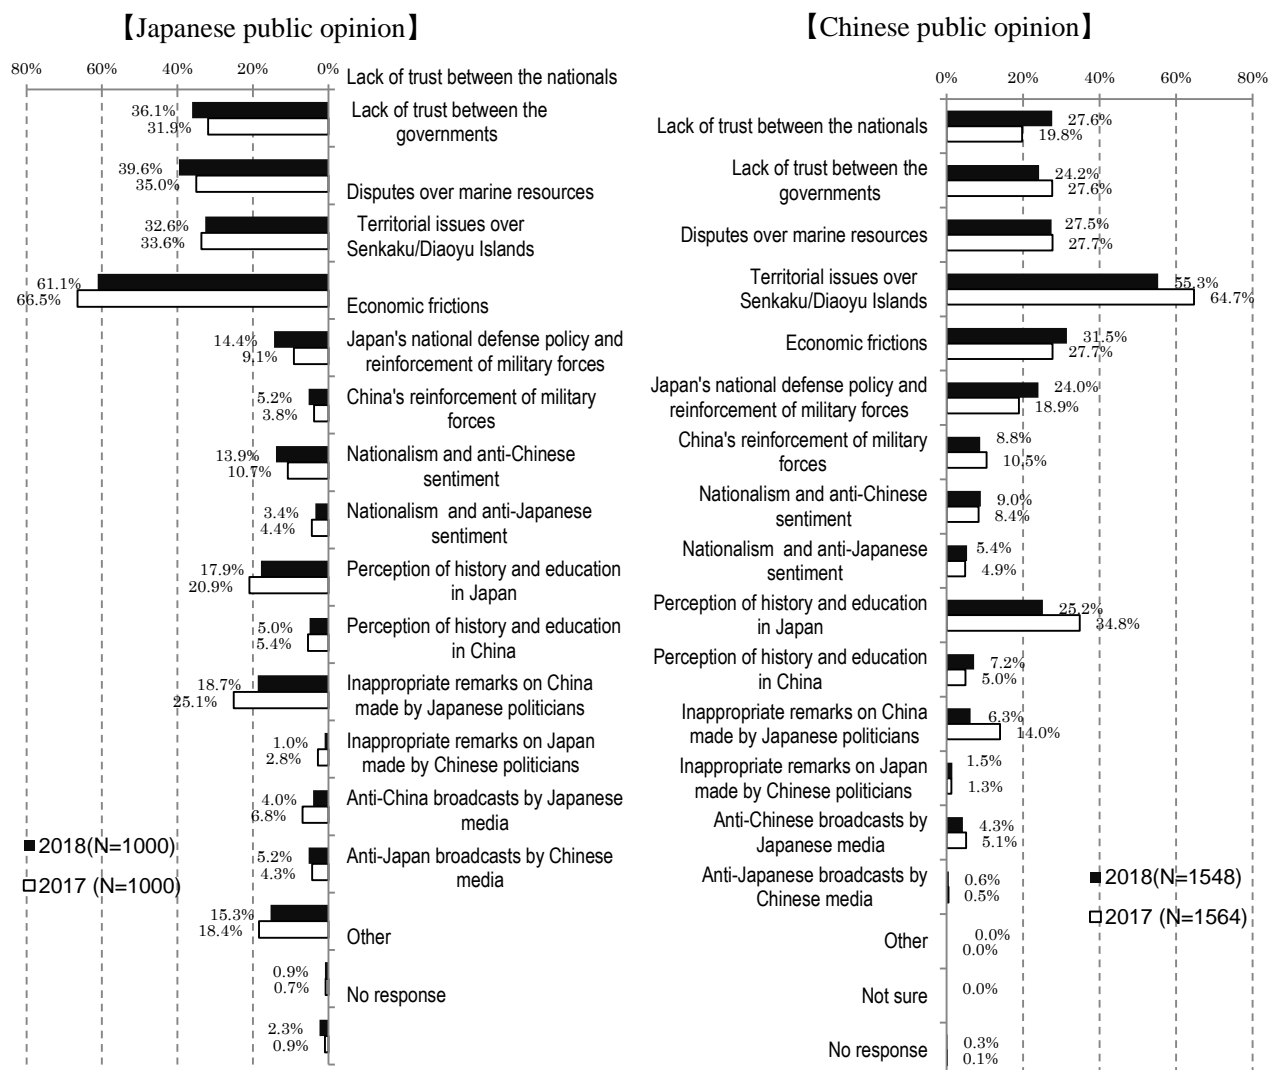 【Japanese public opinion】
80% 60% 40% 20% 0%
Lack of trust between the nationals
36.1%
31.9%
Lack of trust between the
governments
39.6%
35.0%
Disputes over marine resources
32.6%
33.6%
Territorial issues over
Senkaku/Diaoyu Islands
61.1%
66.5%
Economic frictions
14.4%
9.1%
Japan's national defense policy and
reinforcement of military forces
5.2%
3.8%
China's reinforcement of military
forces
13.9%
10.7%
Nationalism and anti-Chinese
sentiment
3.4%
4.4%
Nationalism and anti-Japanese
sentiment
17.9%
20.9%
Perception of history and education
in Japan
5.0%
5.4%
Perception of history and education
in China
18.7%
25.1%
Inappropriate remarks on China
made by Japanese politicians
1.0%
2.8%
Inappropriate remarks on Japan
made by Chinese politicians
4.0%
6.8%
Anti-China broadcasts by Japanese
media
5.2%
4.3%
Anti-Japan broadcasts by Chinese
media
15.3%
18.4%
Other
0.9%
0.7%
No response
2.3%
0.9%
2018(N=1000)
2017 (N=1000)
【Chinese public opinion】
0% 20% 40% 60% 80%
Lack of trust between the nationals
27.6%
19.8%
Lack of trust between the
governments
24.2%
27.6%
Disputes over marine resources
27.5%
27.7%
Territorial issues over
Senkaku/Diaoyu Islands
55.3%
64.7%
Economic frictions
31.5%
27.7%
Japan's national defense policy and
reinforcement of military forces
24.0%
18.9%
China's reinforcement of military
forces
8.8%
10.5%
Nationalism and anti-Chinese
sentiment
9.0%
8.4%
Nationalism and anti-Japanese
sentiment
5.4%
4.9%
Perception of history and education
in Japan
25.2%
34.8%
Perception of history and education
in China
7.2%
5.0%
Inappropriate remarks on China
made by Japanese politicians
6.3%
14.0%
Inappropriate remarks on Japan
made by Chinese politicians
1.5%
1.3%
Anti-Chinese broadcasts by
Japanese media
4.3%
5.1%
Anti-Japanese broadcasts by
Chinese media
0.6%
0.5%
Other
0.0%
0.0%
Not sure
0.0%
No response
0.3%
0.1%
2018(N=1548)
2017 (N=1564)